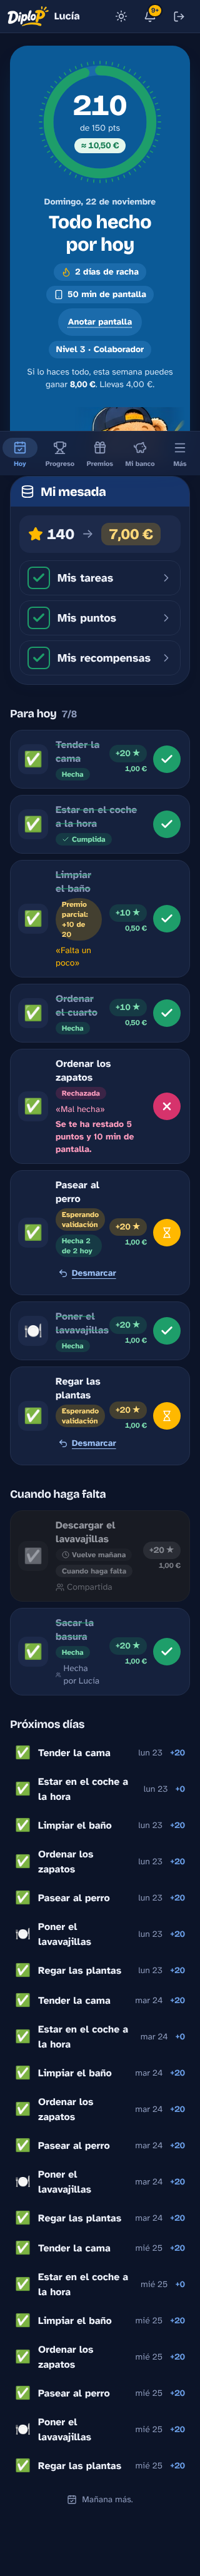 DiploP Lucía 9+
210
de 150 pts
≈ 10,50 €
Domingo, 22 de noviembre
Todo hecho
por hoy
2 días de racha
50 min de pantalla
Anotar pantalla
Nivel 3 · Colaborador
Si lo haces todo, esta semana puedes
ganar 8,00 €. Llevas 4,00 €.
Hoy Progreso Premios Mi banco Más
Mi mesada
140 → 7,00 €
Mis tareas
Mis puntos
Mis recompensas
Para hoy 7/8
Tender la
cama
Hecha
+20 ★
1,00 €
Estar en el coche
a la hora
Cumplida
Limpiar
el baño
Premio
parcial:
+10 de
20
«Falta un
poco»
+10 ★
0,50 €
Ordenar
el cuarto
Hecha
+10 ★
0,50 €
Ordenar los
zapatos
Rechazada
«Mal hecha»
Se te ha restado 5
puntos y 10 min de
pantalla.
Pasear al
perro
Esperando
validación
Hecha 2
de 2 hoy
+20 ★
1,00 €
Desmarcar
Poner el
lavavajillas
Hecha
+20 ★
1,00 €
Regar las
plantas
Esperando
validación
+20 ★
1,00 €
Desmarcar
Cuando haga falta
Descargar el
lavavajillas
Vuelve mañana
Cuando haga falta
Compartida
+20 ★
1,00 €
Sacar la
basura
Hecha
Hecha
por Lucía
+20 ★
1,00 €
Próximos días
Tender la cama lun 23 +20
Estar en el coche a
la hora lun 23 +0
Limpiar el baño lun 23 +20
Ordenar los
zapatos lun 23 +20
Pasear al perro lun 23 +20
Poner el
lavavajillas lun 23 +20
Regar las plantas lun 23 +20
Tender la cama mar 24 +20
Estar en el coche a
la hora mar 24 +0
Limpiar el baño mar 24 +20
Ordenar los
zapatos mar 24 +20
Pasear al perro mar 24 +20
Poner el
lavavajillas mar 24 +20
Regar las plantas mar 24 +20
Tender la cama mié 25 +20
Estar en el coche a
la hora mié 25 +0
Limpiar el baño mié 25 +20
Ordenar los
zapatos mié 25 +20
Pasear al perro mié 25 +20
Poner el
lavavajillas mié 25 +20
Regar las plantas mié 25 +20
Mañana más.